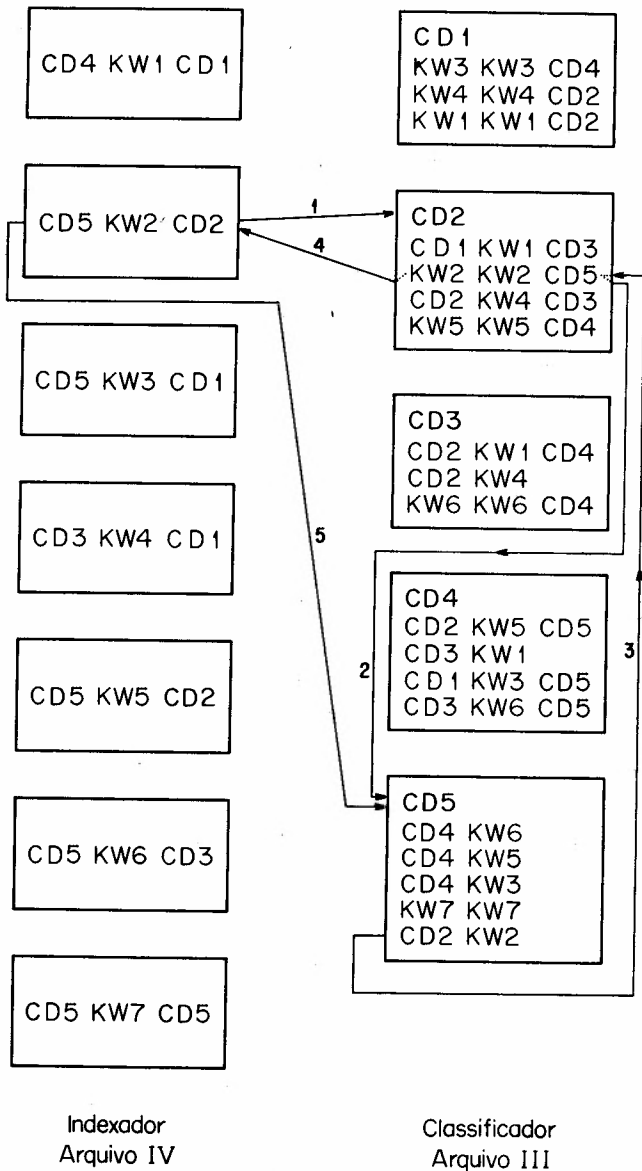 CD4 KW1 CD1
CD5 KW2 CD2
CD5 KW3 CD1
CD3 KW4 CD1
CD5 KW5 CD2
CD5 KW6 CD3
CD5 KW7 CD5
Indexador
Arquivo IV
1
4
5
2
3
CD1
KW3 KW3 CD4
KW4 KW4 CD2
KW1 KW1 CD2
CD2
CD1 KW1 CD3
KW2 KW2 CD5
CD2 KW4 CD3
KW5 KW5 CD4
CD3
CD2 KW1 CD4
CD2 KW4
KW6 KW6 CD4
CD4
CD2 KW5 CD5
CD3 KW1
CD1 KW3 CD5
CD3 KW6 CD5
CD5
CD4 KW6
CD4 KW5
CD4 KW3
KW7 KW7
CD2 KW2
Classificador
Arquivo III